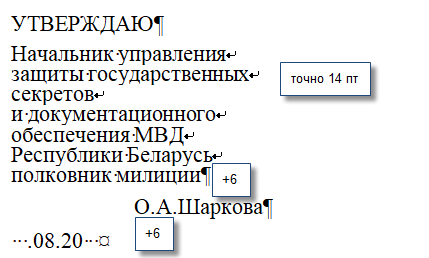 УТВЕРЖДАЮ¶
Начальник·управления↵
защиты·государственных↵
секретов↵
и·документационного↵
обеспечения·МВД↵
Республики·Беларусь↵
полковник·милиции¶
точно 14 пт
+6
О.А.Шаркова¶
+6
···.08.20···¤